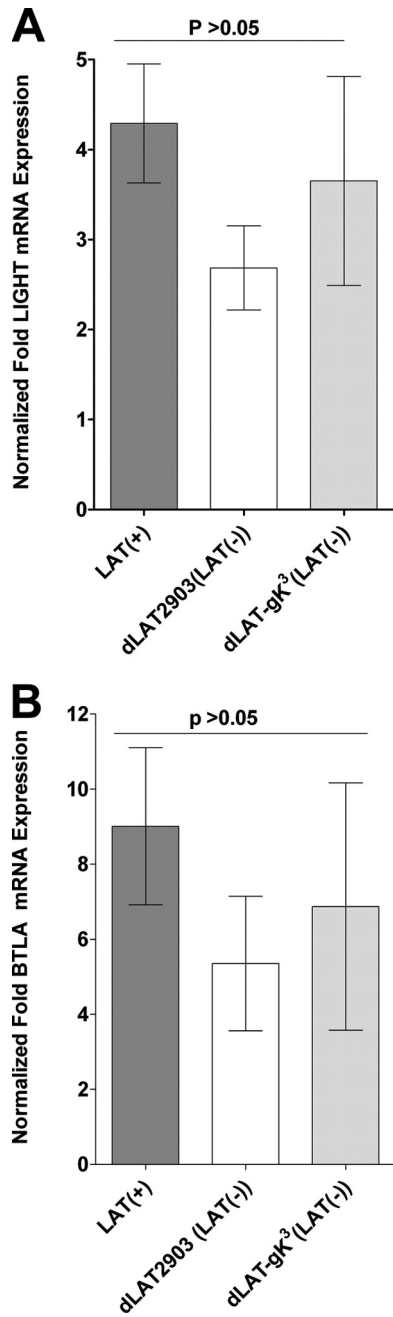 A
P >0.05
Normalized Fold LIGHT mRNA Expression
5
4
3
2
1
0
LAT(+)
dLAT2903(LAT(-))
dLAT-gK³(LAT(-))
B
p >0.05
Normalized Fold BTLA mRNA Expression
12
10
8
6
4
2
0
LAT(+)
dLAT2903 (LAT(-))
dLAT-gK³(LAT(-))